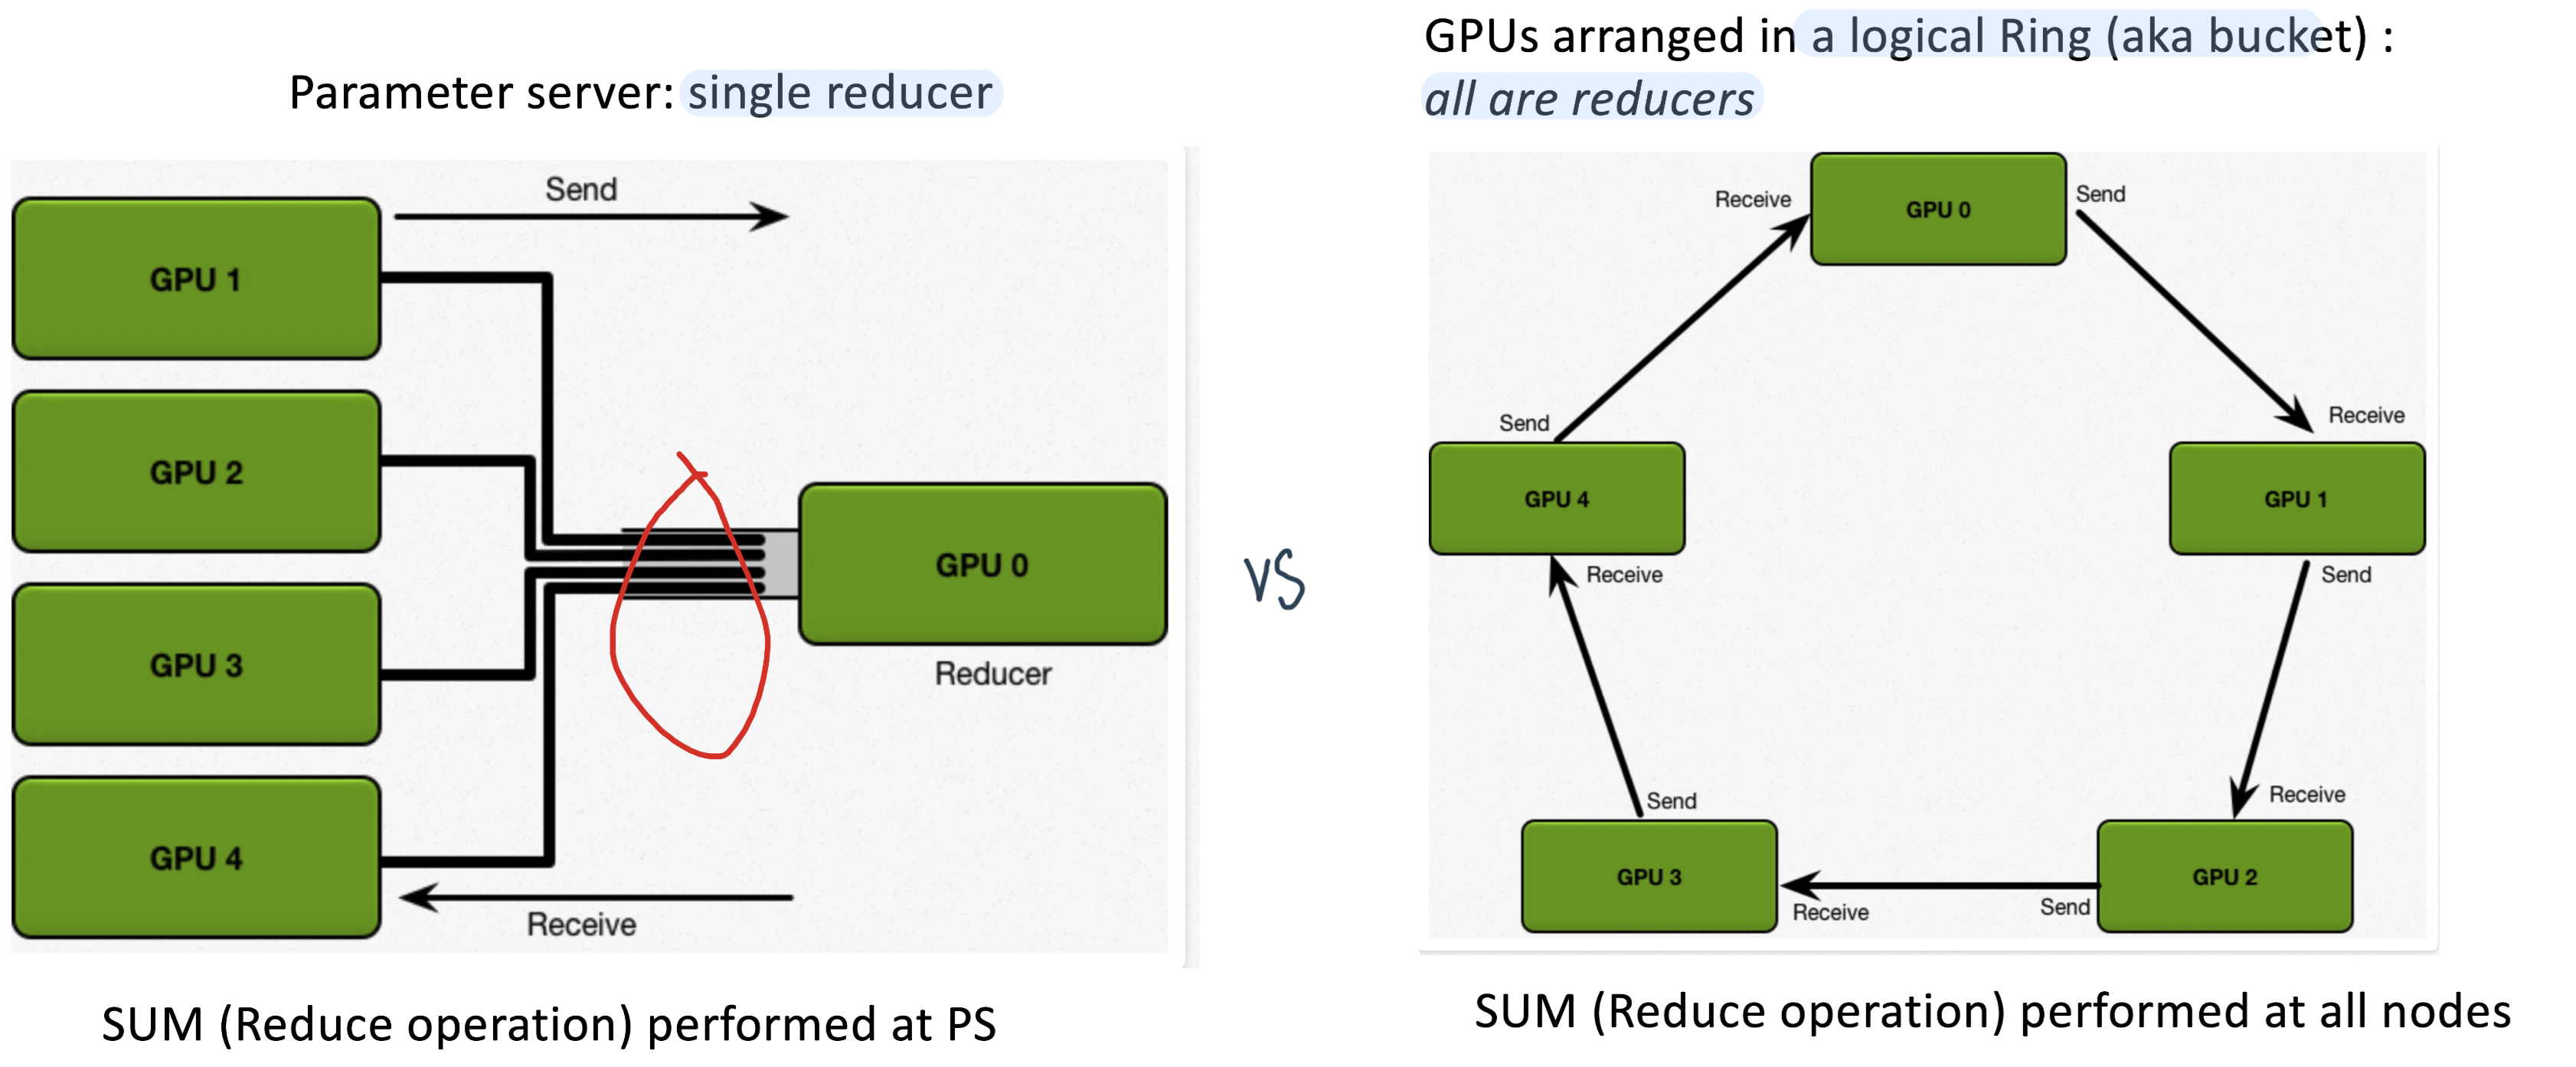 Parameter server: single reducer
Send
GPU 1
GPU 2
GPU 3
GPU 4
GPU 0
Reducer
Receive
SUM (Reduce operation) performed at PS
vs
GPUs arranged in a logical Ring (aka bucket) :
all are reducers
Receive
GPU 0
Send
Send
Receive
GPU 4
GPU 1
Receive
Send
Send
Receive
GPU 3
GPU 2
Receive
Send
SUM (Reduce operation) performed at all nodes